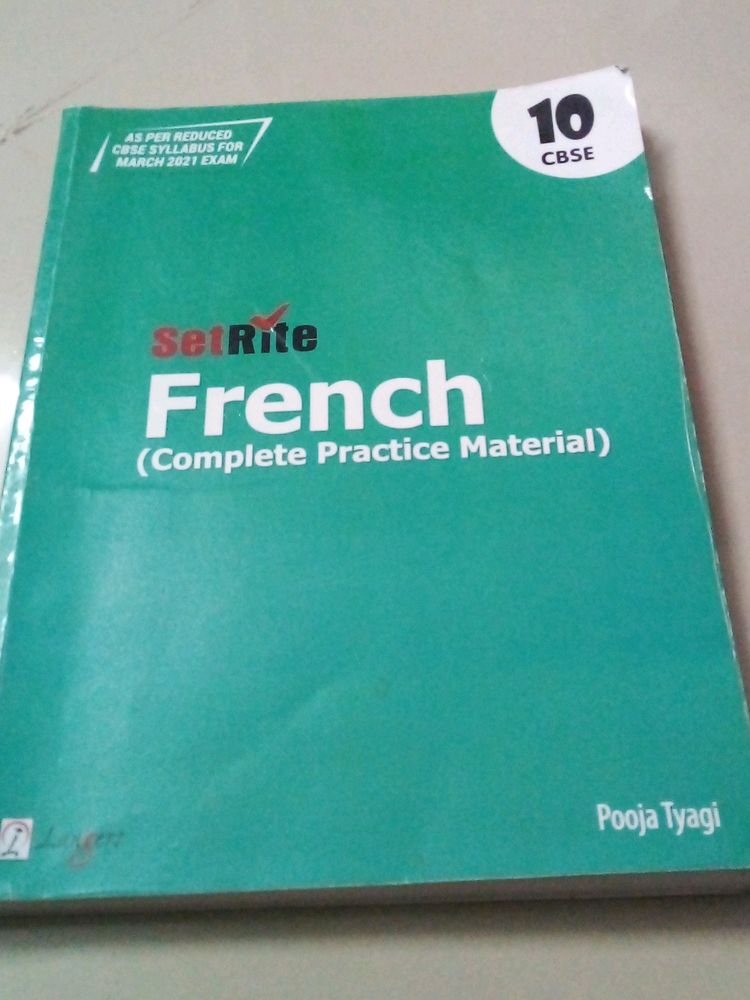 AS PER REDUCED
CBSE SYLLABUS FOR
MARCH 2021 EXAM
10
CBSE
SetRite
French
(Complete Practice Material)
Pooja Tyagi